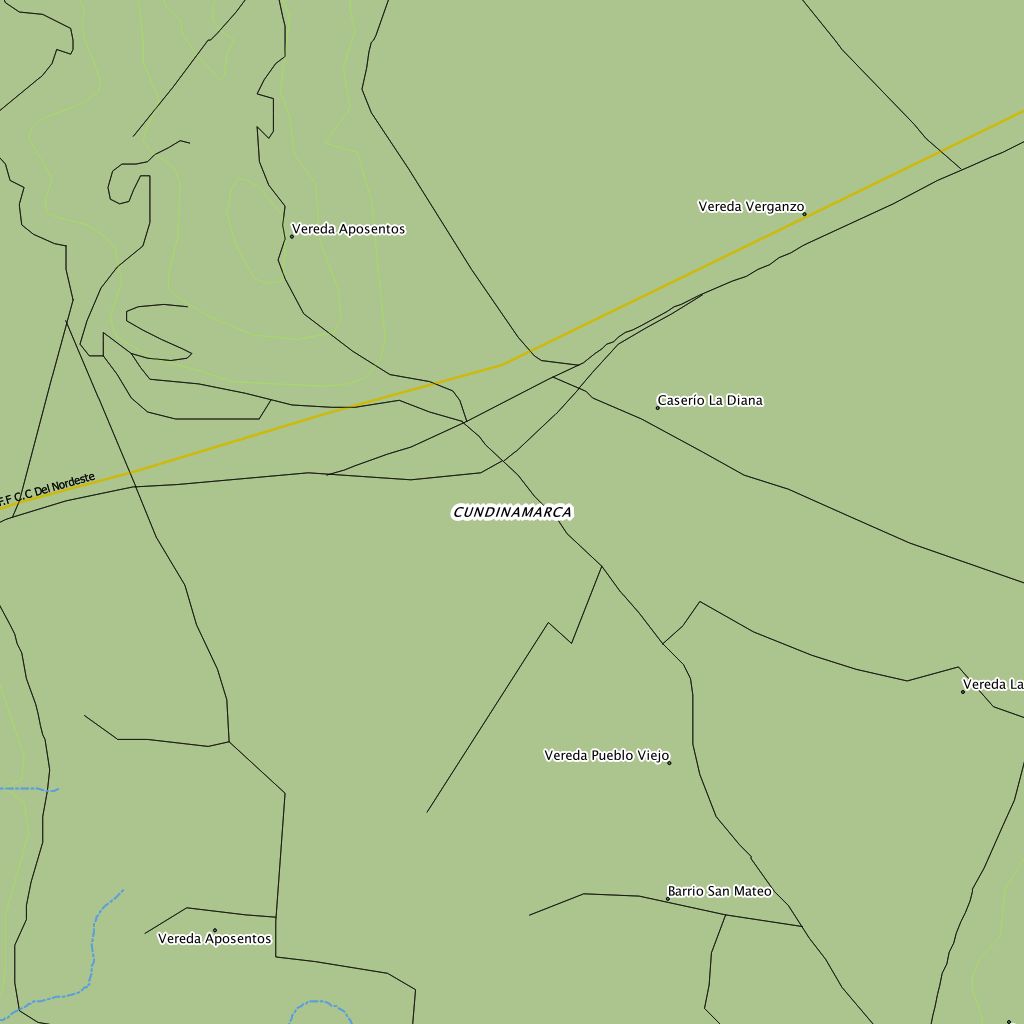 Vereda Verganzo
Vereda Aposentos
Caserío La Diana
F.F C.C Del Nordeste
CUNDINAMARCA
Vereda La
Vereda Pueblo Viejo
Barrio San Mateo
Vereda Aposentos